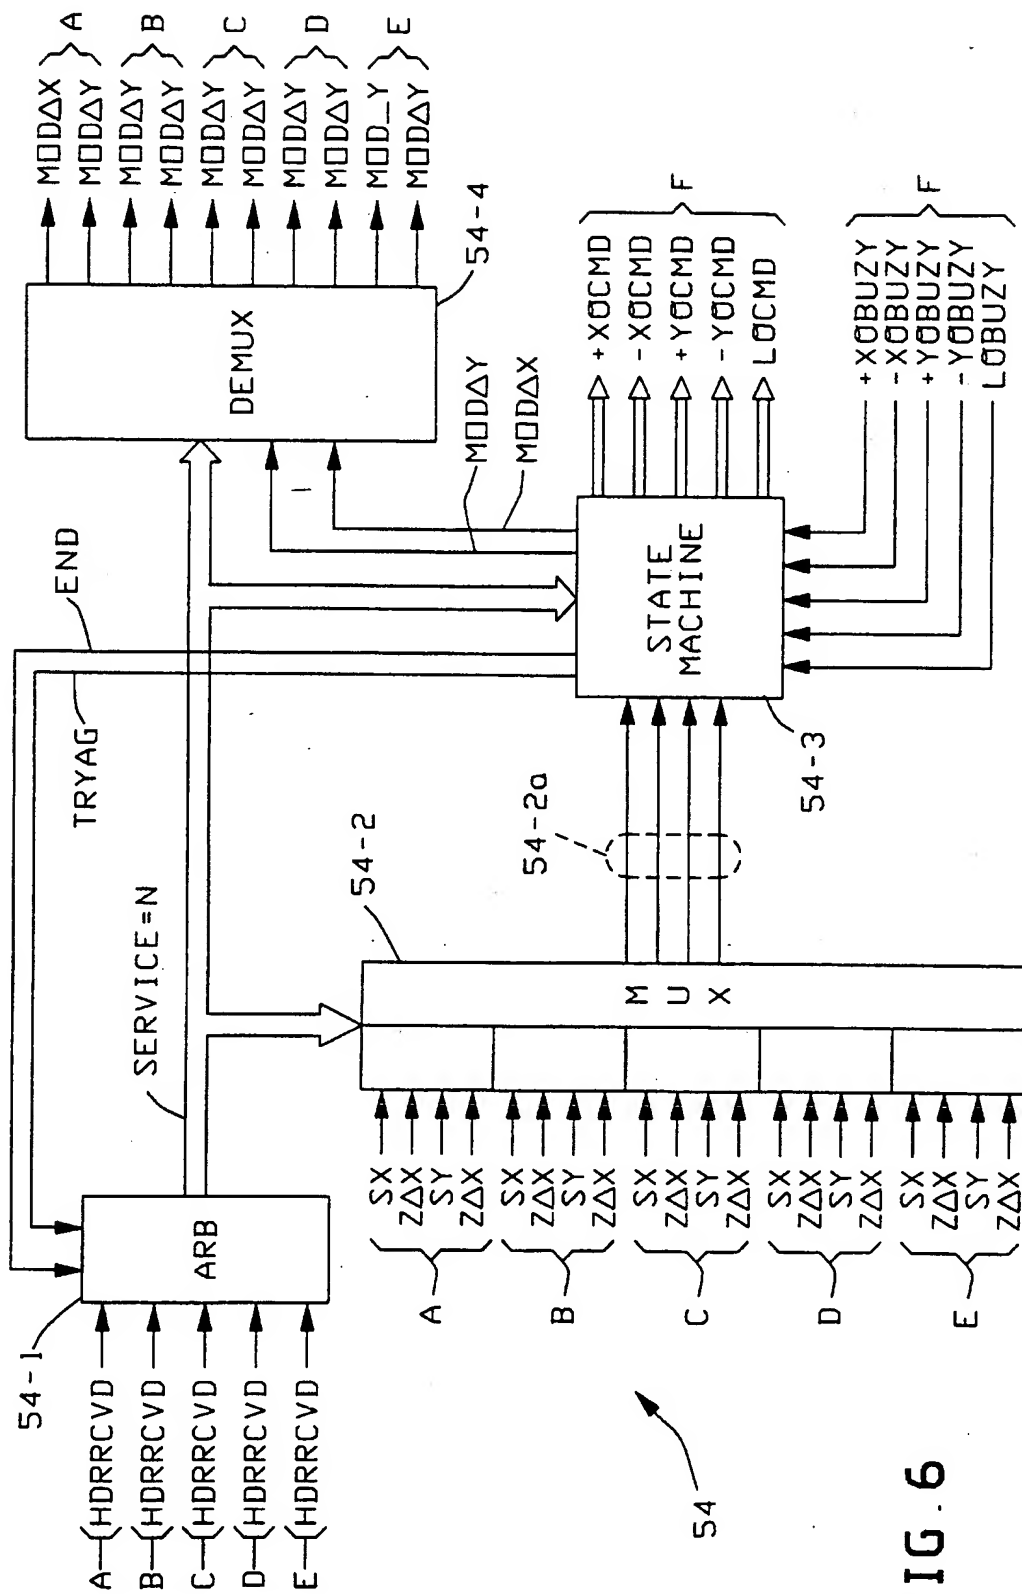 54-1
A HDRRCVD
B HDRRCVD
C HDRRCVD
D HDRRCVD
E HDRRCVD
ARB
SERVICE=N
TRYAG
END
DEMUX
54-4
MODΔX
MODΔY
A
MODΔY
MODΔY
B
MODΔY
MODΔY
C
MODΔY
MODΔY
D
MOD_Y
MODΔY
E
MODΔY
MODΔX
A
SX
ZΔX
SY
ZΔX
B
SX
ZΔX
SY
ZΔX
C
SX
ZΔX
SY
ZΔX
D
SX
ZΔX
SY
ZΔX
E
SX
ZΔX
SY
ZΔX
54-2
M
U
X
54-2a
STATE
MACHINE
54-3
+XOCMD
-XOCMD
+YOCMD
-YOCMD
LOCMD
F
+XOBUZY
-XOBUZY
+YOBUZY
-YOBUZY
LOBUZY
F
54
IG.6